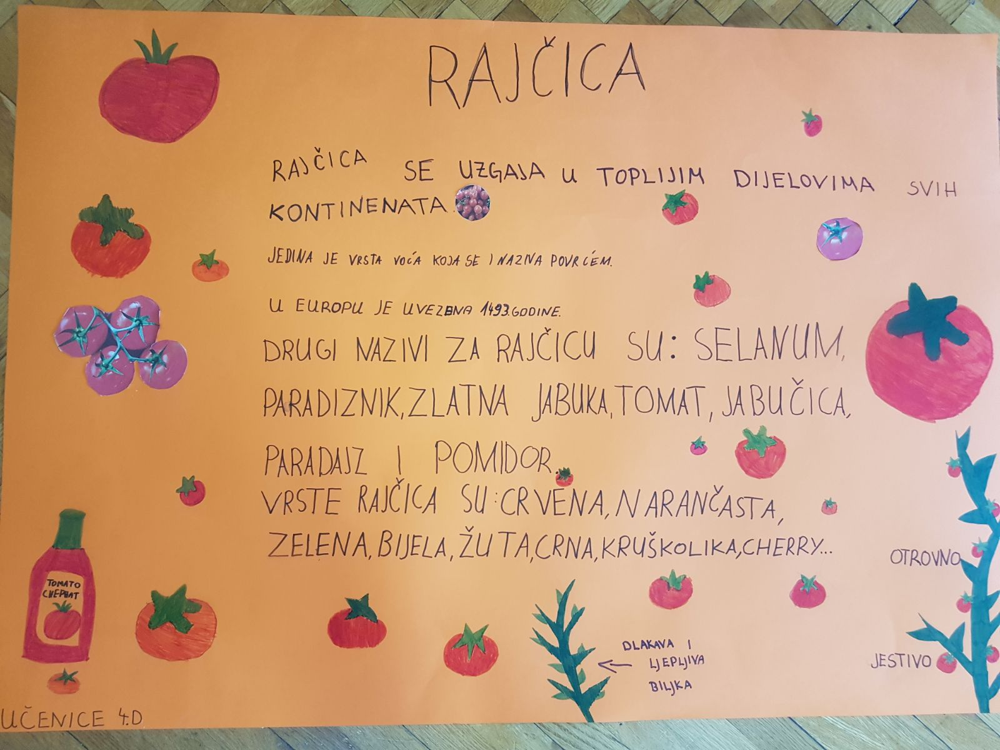 RAJČICA
RAJČICA SE UZGAJA U TOPLIJIM DIJELOVIMA SVIH
KONTINENATA.
JEDINA JE VRSTA VOĆA KOJA SE I NAZIVA POVRĆEM.
U EUROPU JE UVEZENA 1493. GODINE.
DRUGI NAZIVI ZA RAJČICU SU: SELANUM,
PARADIZNIK, ZLATNA JABUKA, TOMAT, JABUČICA,
PARADAJZ I POMIDOR.
VRSTE RAJČICA SU: CRVENA, NARANČASTA,
ZELENA, BIJELA, ŽUTA, CRNA, KRUŠKOLIKA, CHERRY...
OTROVNO
JESTIVO
DLAKAVA I
LJEPLJIVA
BILJKA
TOMATO
UČENICE 4.D